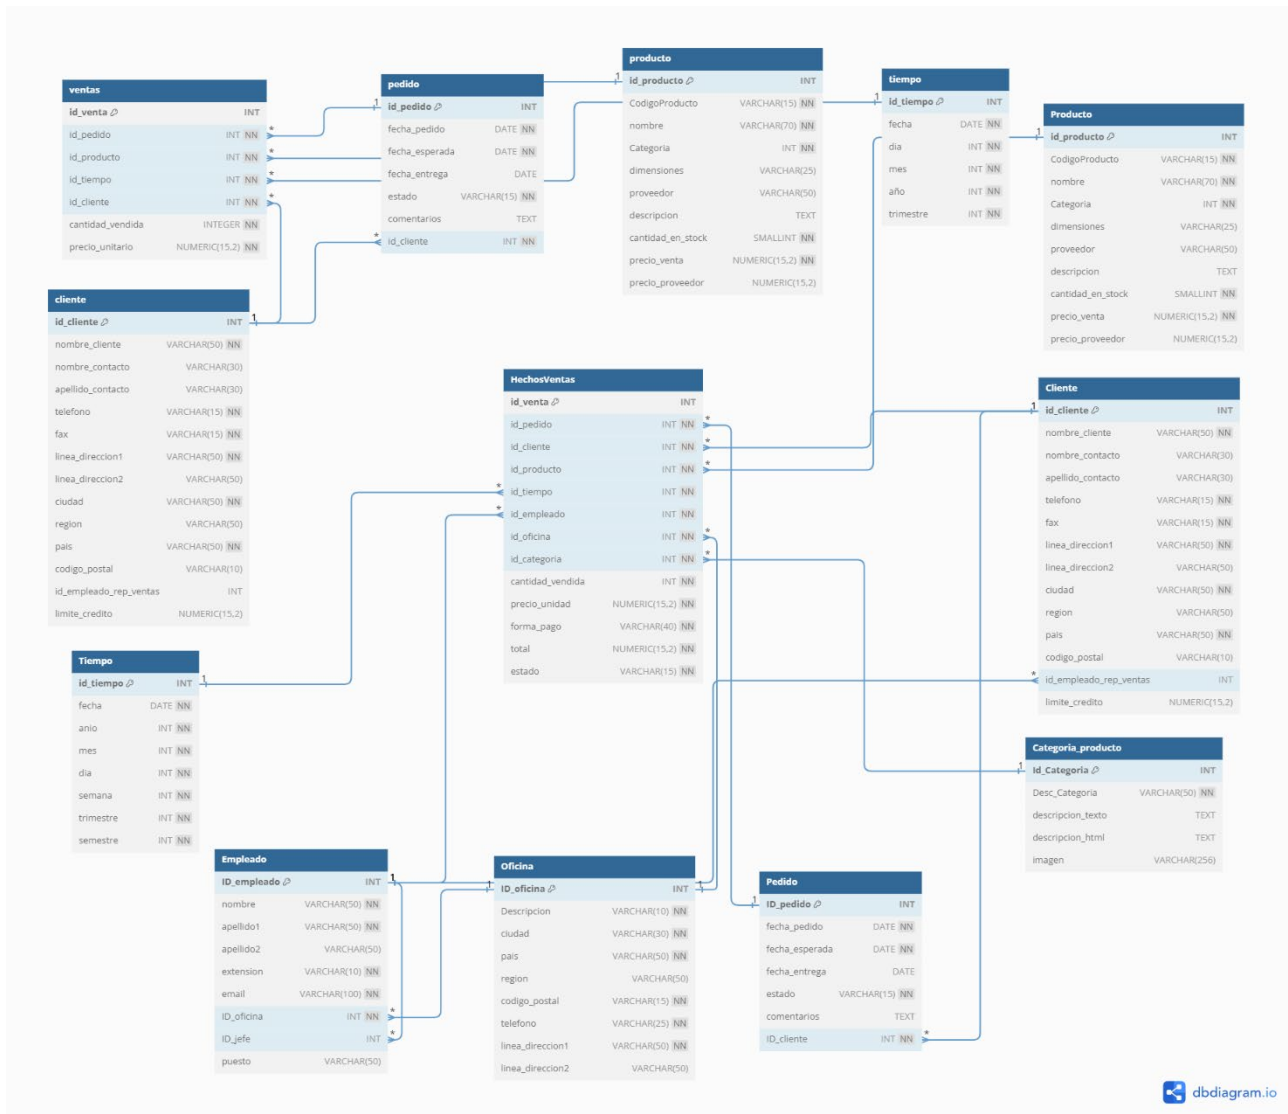 ventas
id_venta INT
id_pedido INT NN
id_producto INT NN
id_tiempo INT NN
id_cliente INT NN
cantidad_vendida INTEGER NN
precio_unitario NUMERIC(15,2) NN
* * * *
pedido
1 id_pedido INT
fecha_pedido DATE NN
fecha_esperada DATE NN
fecha_entrega DATE
estado VARCHAR(15) NN
comentarios TEXT
* id_cliente INT NN
producto
1 id_producto INT
CodigoProducto VARCHAR(15) NN
nombre VARCHAR(70) NN
Categoria INT NN
dimensiones VARCHAR(25)
proveedor VARCHAR(50)
descripcion TEXT
cantidad_en_stock SMALLINT NN
precio_venta NUMERIC(15,2) NN
precio_proveedor NUMERIC(15,2)
tiempo
1 id_tiempo INT
fecha DATE NN
dia INT NN
mes INT NN
año INT NN
trimestre INT NN
Producto
1 id_producto INT
CodigoProducto VARCHAR(15) NN
nombre VARCHAR(70) NN
Categoria INT NN
dimensiones VARCHAR(25)
proveedor VARCHAR(50)
descripcion TEXT
cantidad_en_stock SMALLINT NN
precio_venta NUMERIC(15,2) NN
precio_proveedor NUMERIC(15,2)
cliente
id_cliente INT 1
nombre_cliente VARCHAR(50) NN
nombre_contacto VARCHAR(30)
apellido_contacto VARCHAR(30)
telefono VARCHAR(15) NN
fax VARCHAR(15) NN
linea_direccion1 VARCHAR(50) NN
linea_direccion2 VARCHAR(50)
ciudad VARCHAR(50) NN
region VARCHAR(50)
pais VARCHAR(50) NN
codigo_postal VARCHAR(10)
id_empleado_rep_ventas INT
limite_credito NUMERIC(15,2)
HechosVentas
id_venta INT
id_pedido INT NN *
id_cliente INT NN *
id_producto INT NN *
* id_tiempo INT NN
* id_empleado INT NN
id_oficina INT NN *
id_categoria INT NN *
cantidad_vendida INT NN
precio_unidad NUMERIC(15,2) NN
forma_pago VARCHAR(40) NN
total NUMERIC(15,2) NN
estado VARCHAR(15) NN
Cliente
1 id_cliente INT
nombre_cliente VARCHAR(50) NN
nombre_contacto VARCHAR(30)
apellido_contacto VARCHAR(30)
telefono VARCHAR(15) NN
fax VARCHAR(15) NN
linea_direccion1 VARCHAR(50) NN
linea_direccion2 VARCHAR(50)
ciudad VARCHAR(50) NN
region VARCHAR(50)
pais VARCHAR(50) NN
codigo_postal VARCHAR(10)
* id_empleado_rep_ventas INT
limite_credito NUMERIC(15,2)
Tiempo
id_tiempo INT 1
fecha DATE NN
anio INT NN
mes INT NN
dia INT NN
semana INT NN
trimestre INT NN
semestre INT NN
Categoria_producto
1 id_Categoria INT
Desc_Categoria VARCHAR(50) NN
descripcion_texto TEXT
descripcion_html TEXT
imagen VARCHAR(256)
Empleado
ID_empleado INT 1
nombre VARCHAR(50) NN
apellido1 VARCHAR(50) NN
apellido2 VARCHAR(50)
extension VARCHAR(10) NN
email VARCHAR(100) NN
ID_oficina INT NN *
ID_jefe INT *
puesto VARCHAR(50)
Oficina
1 ID_oficina INT 1
Descripcion VARCHAR(10) NN
ciudad VARCHAR(30) NN
pais VARCHAR(50) NN
region VARCHAR(50)
codigo_postal VARCHAR(15) NN
telefono VARCHAR(25) NN
linea_direccion1 VARCHAR(50) NN
linea_direccion2 VARCHAR(50)
Pedido
1 ID_pedido INT
fecha_pedido DATE NN
fecha_esperada DATE NN
fecha_entrega DATE
estado VARCHAR(15) NN
comentarios TEXT
ID_cliente INT NN *
dbdiagram.io